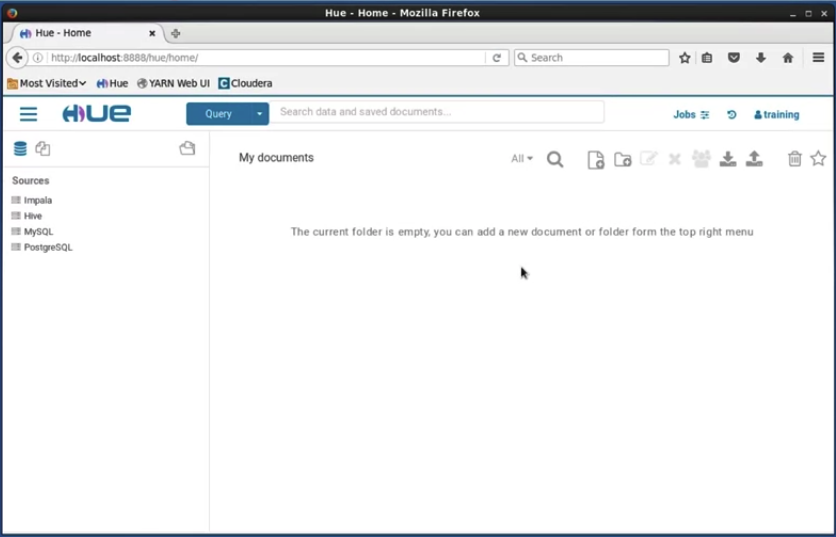 Hue - Home - Mozilla Firefox
Hue - Home
http://localhost:8888/hue/home/
Search
Most Visited Hue YARN Web UI Cloudera
HUE Query Search data and saved documents... Jobs training
My documents All
Sources
Impala
Hive
MySQL
PostgreSQL
The current folder is empty, you can add a new document or folder form the top right menu